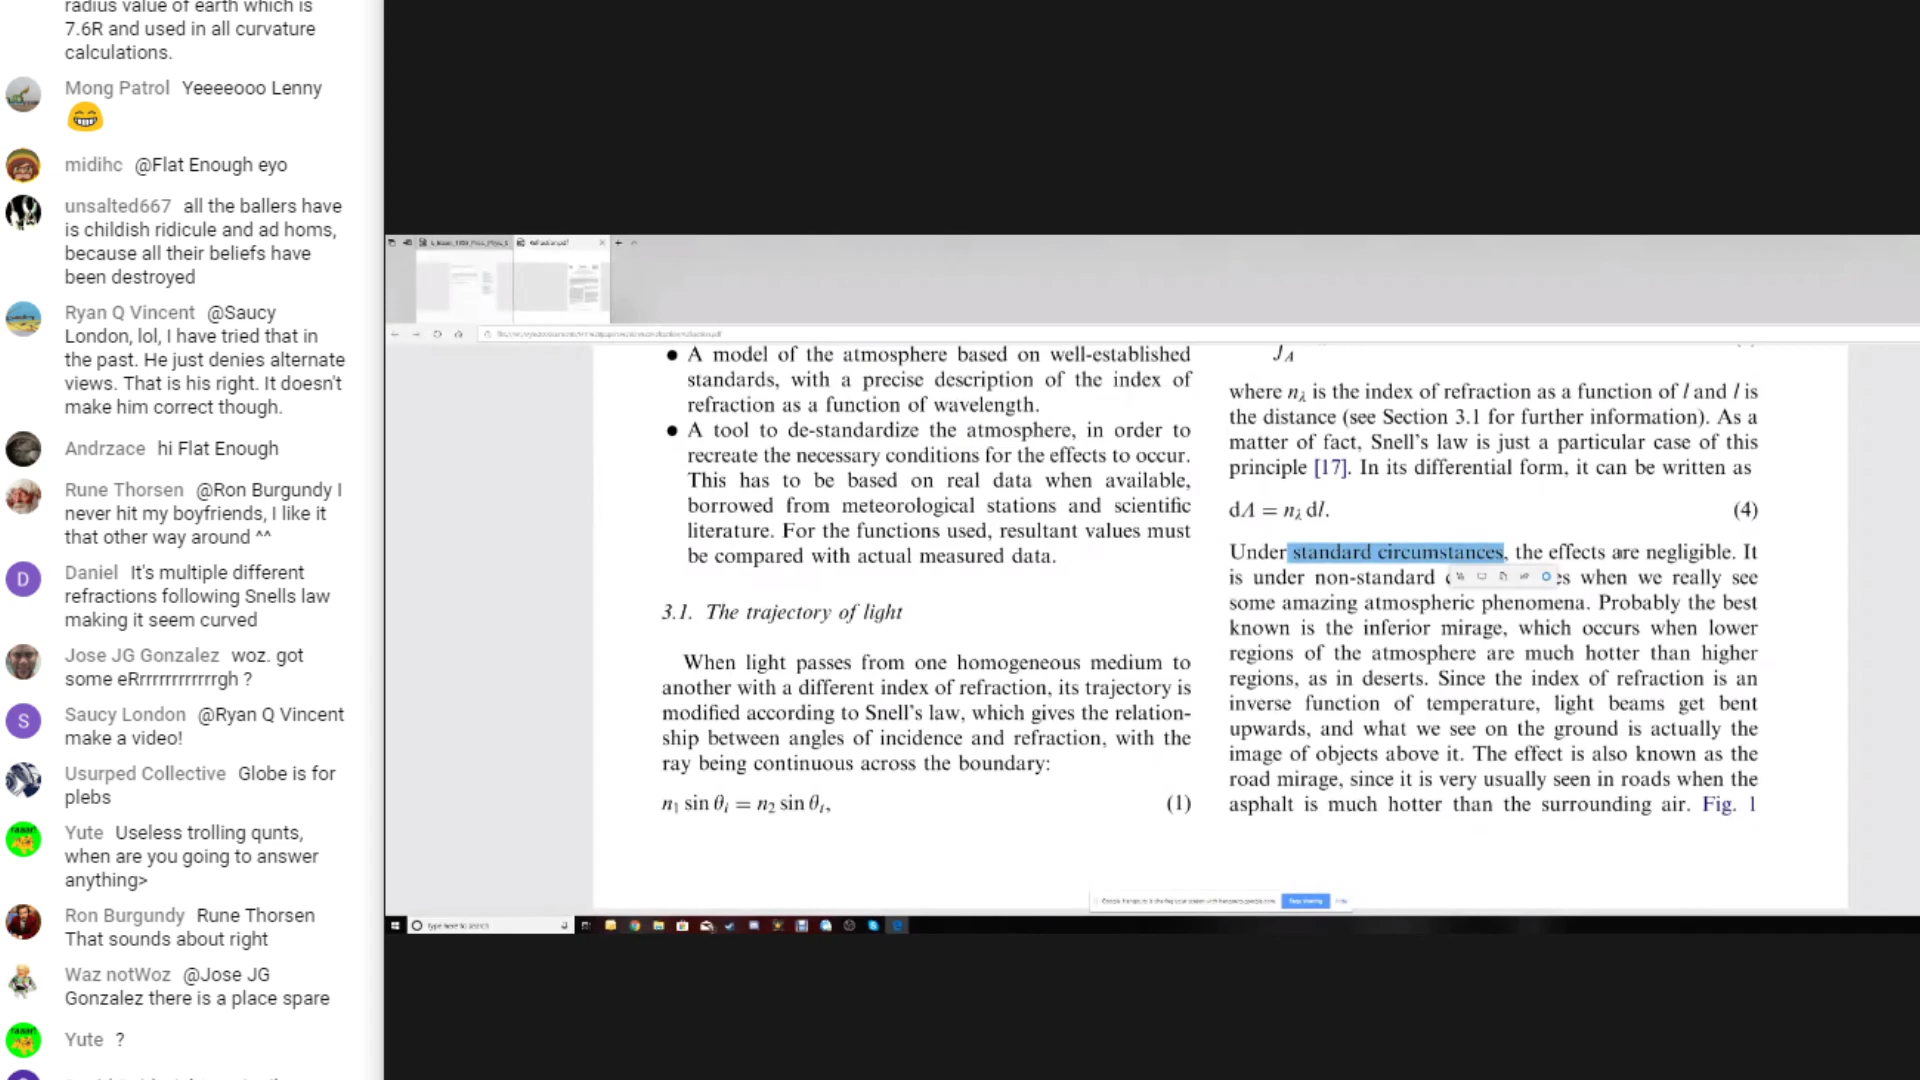 radius value of earth which is
7.6R and used in all curvature
calculations.
Mong Patrol Yeeeeooo Lenny
midihc @Flat Enough eyo
unsalted667 all the ballers have
is childish ridicule and ad homs,
because all their beliefs have
been destroyed
Ryan Q Vincent @Saucy
London, lol, I have tried that in
the past. He just denies alternate
views. That is his right. It doesn't
make him correct though.
Andrzace hi Flat Enough
Rune Thorsen @Ron Burgundy I
never hit my boyfriends, I like it
that other way around ^^
D
Daniel It's multiple different
refractions following Snells law
making it seem curved
Jose JG Gonzalez woz. got
some eRrrrrrrrrrrrgh ?
S
Saucy London @Ryan Q Vincent
make a video!
Usurped Collective Globe is for
plebs
Yute Useless trolling qunts,
when are you going to answer
anything>
Ron Burgundy Rune Thorsen
That sounds about right
Waz notWoz @Jose JG
Gonzalez there is a place spare
Yute ?
refraction.pdf
● A model of the atmosphere based on well-established
standards, with a precise description of the index of
refraction as a function of wavelength.
● A tool to de-standardize the atmosphere, in order to
recreate the necessary conditions for the effects to occur.
This has to be based on real data when available,
borrowed from meteorological stations and scientific
literature. For the functions used, resultant values must
be compared with actual measured data.
3.1. The trajectory of light
When light passes from one homogeneous medium to
another with a different index of refraction, its trajectory is
modified according to Snell's law, which gives the relation-
ship between angles of incidence and refraction, with the
ray being continuous across the boundary:
n₁ sin θᵢ = n₂ sin θₜ, (1)
where nλ is the index of refraction as a function of l and l is
the distance (see Section 3.1 for further information). As a
matter of fact, Snell's law is just a particular case of this
principle [17]. In its differential form, it can be written as
dΛ = nλ dl. (4)
Under standard circumstances, the effects are negligible. It
is under non-standard es when we really see
some amazing atmospheric phenomena. Probably the best
known is the inferior mirage, which occurs when lower
regions of the atmosphere are much hotter than higher
regions, as in deserts. Since the index of refraction is an
inverse function of temperature, light beams get bent
upwards, and what we see on the ground is actually the
image of objects above it. The effect is also known as the
road mirage, since it is very usually seen in roads when the
asphalt is much hotter than the surrounding air. Fig. 1
Stop sharing
Hide
Type here to search